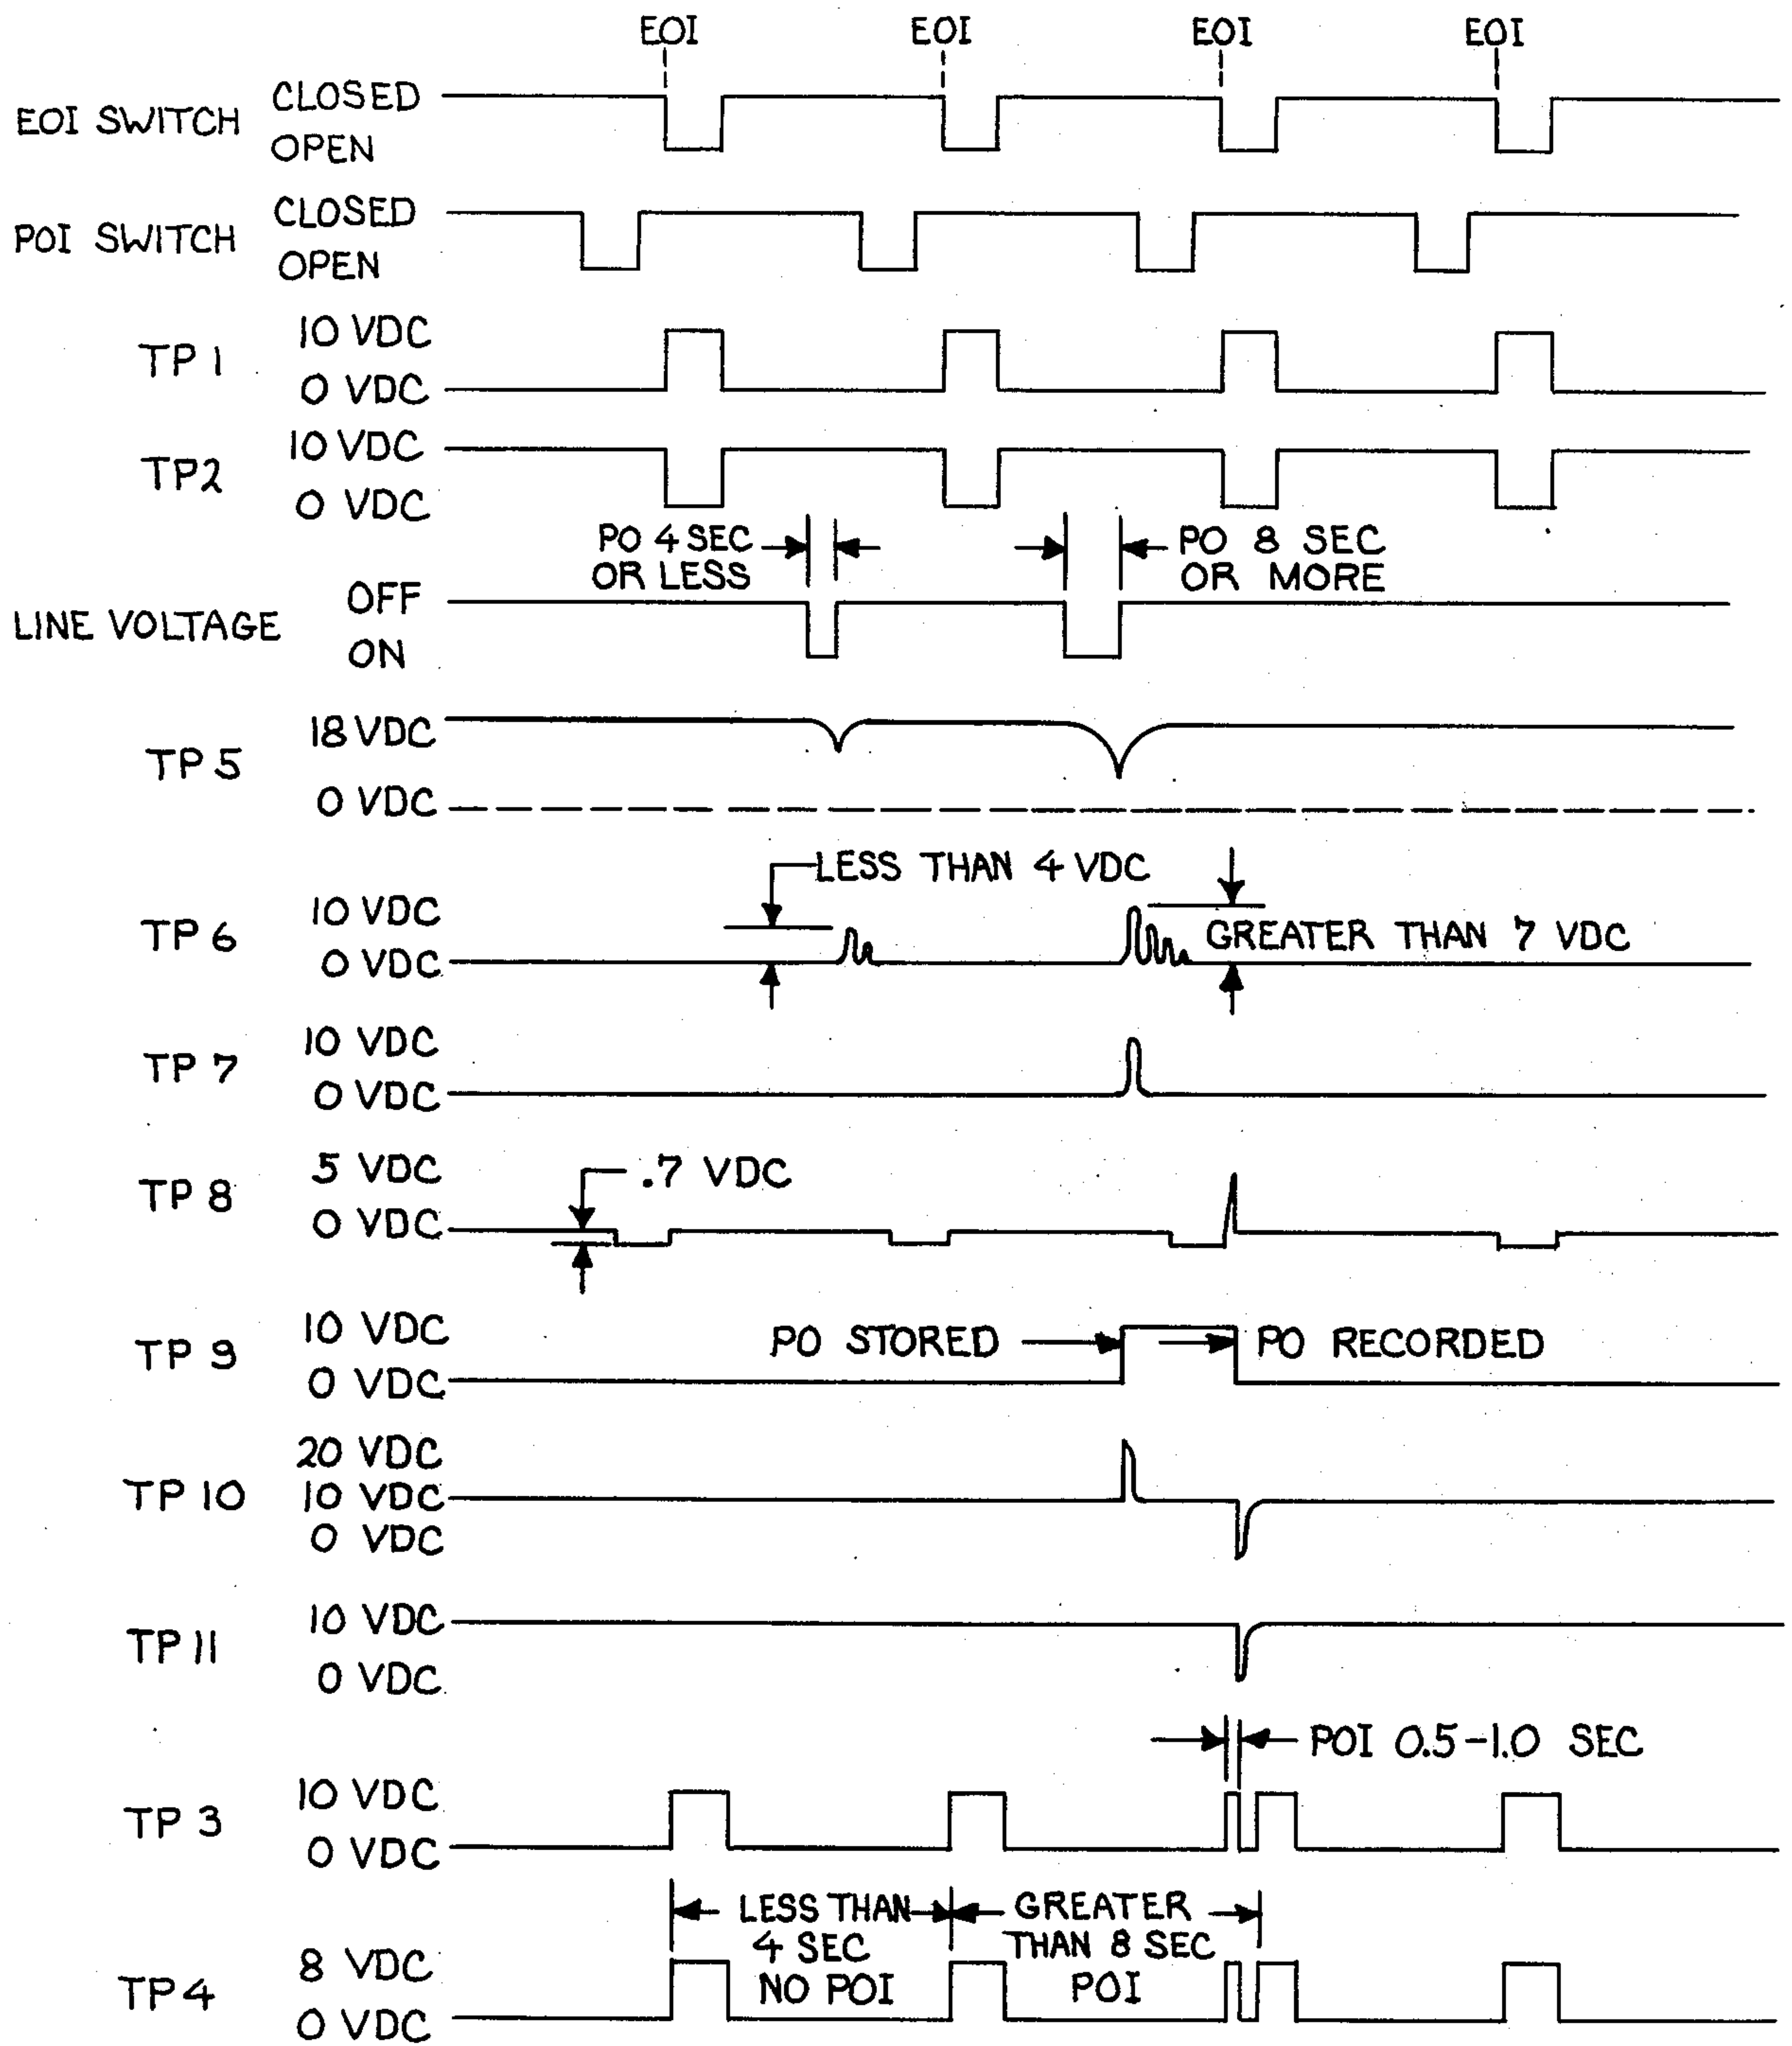 EOI EOI EOI EOI
EOI SWITCH CLOSED
OPEN
POI SWITCH CLOSED
OPEN
TP 1 10 VDC
0 VDC
TP2 10 VDC
0 VDC
PO 4 SEC
OR LESS
PO 8 SEC
OR MORE
LINE VOLTAGE OFF
ON
TP 5 18 VDC
0 VDC
LESS THAN 4 VDC
TP 6 10 VDC
0 VDC
GREATER THAN 7 VDC
TP 7 10 VDC
0 VDC
TP 8 5 VDC
0 VDC
.7 VDC
TP 9 10 VDC
0 VDC
PO STORED PO RECORDED
TP 10 20 VDC
10 VDC
0 VDC
TP 11 10 VDC
0 VDC
POI 0.5-1.0 SEC
TP 3 10 VDC
0 VDC
LESS THAN
4 SEC
NO POI
GREATER
THAN 8 SEC
POI
TP4 8 VDC
0 VDC